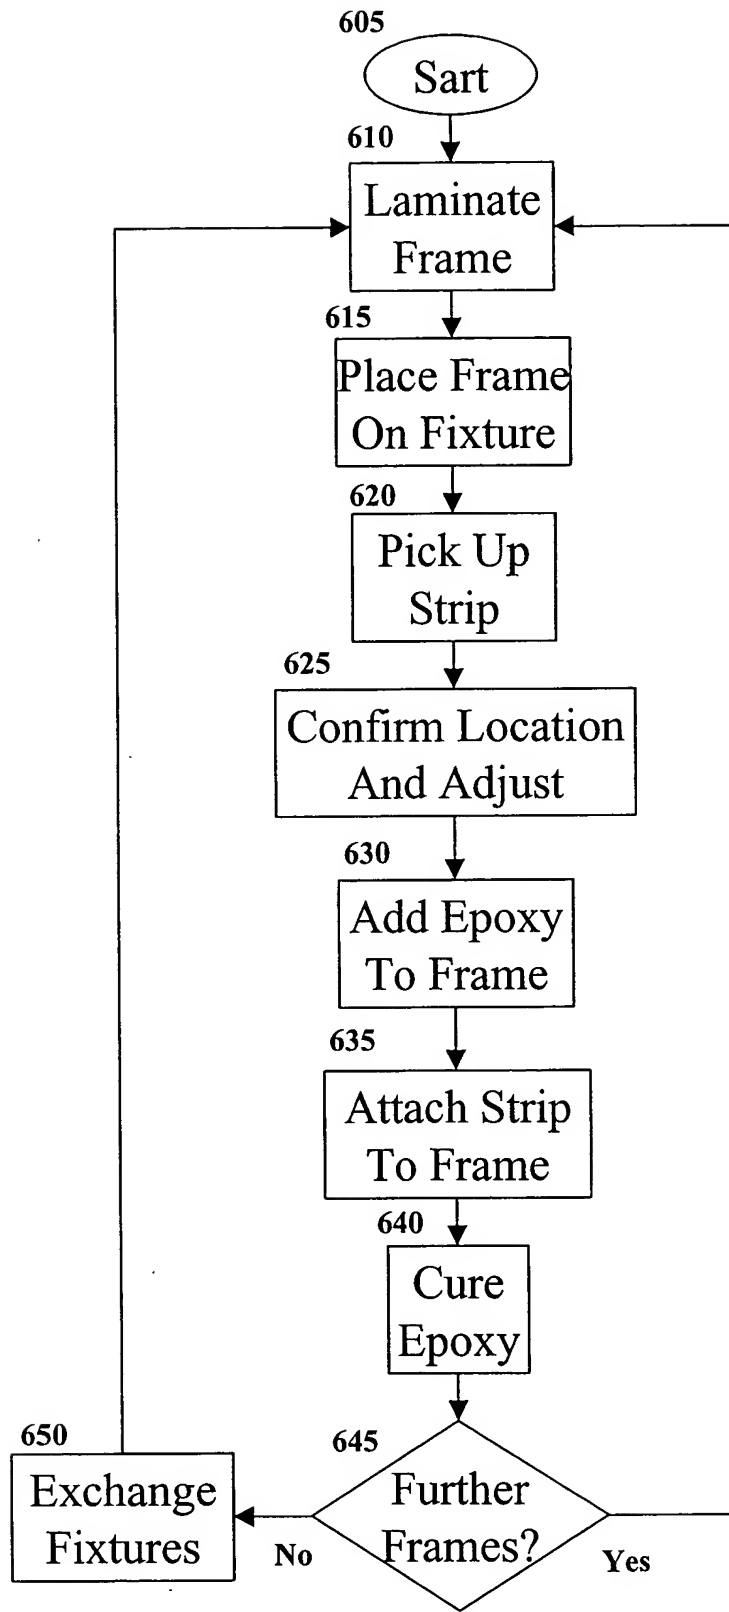 605
Sart
610
Laminate
Frame
615
Place Frame
On Fixture
620
Pick Up
Strip
625
Confirm Location
And Adjust
630
Add Epoxy
To Frame
635
Attach Strip
To Frame
640
Cure
Epoxy
645
Further
Frames?
No
Yes
650
Exchange
Fixtures